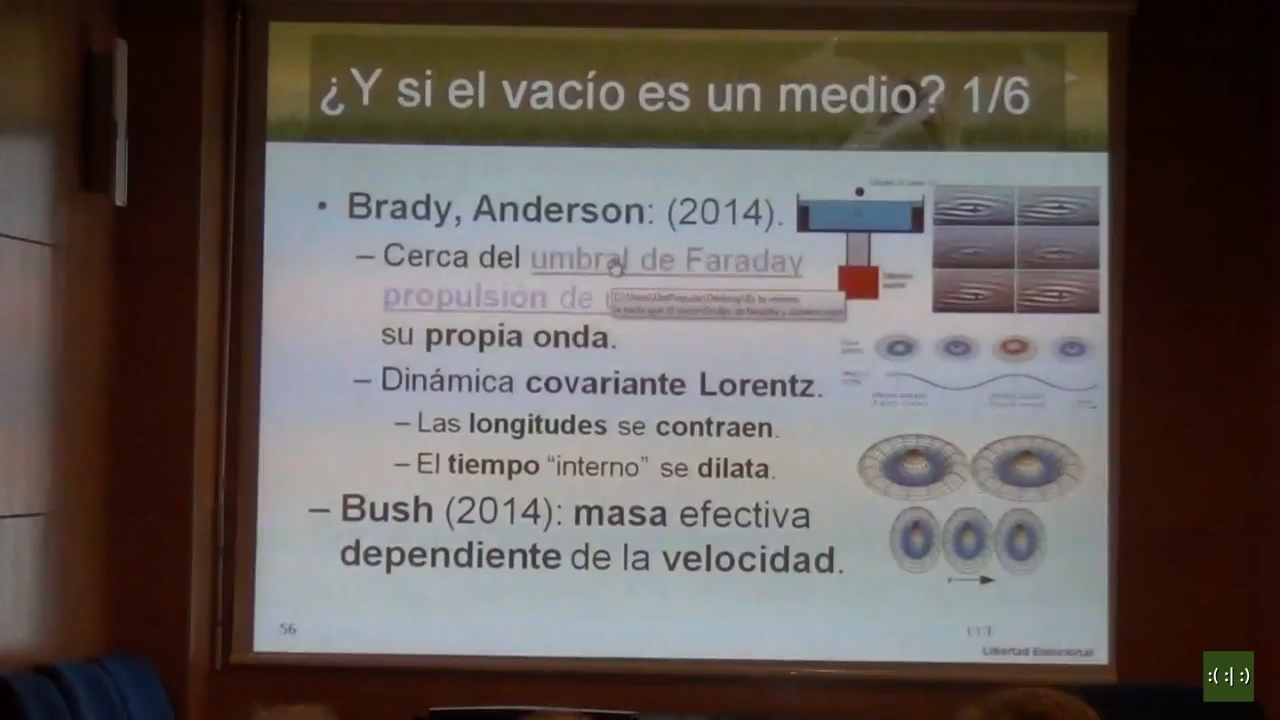 ¿Y si el vacío es un medio? 1/6
• Brady, Anderson: (2014).
– Cerca del umbral de Faraday
propulsión de
su propia onda.
– Dinámica covariante Lorentz.
– Las longitudes se contraen.
– El tiempo “interno” se dilata.
– Bush (2014): masa efectiva
dependiente de la velocidad.
56
Libertad Emocional
:( :| :)